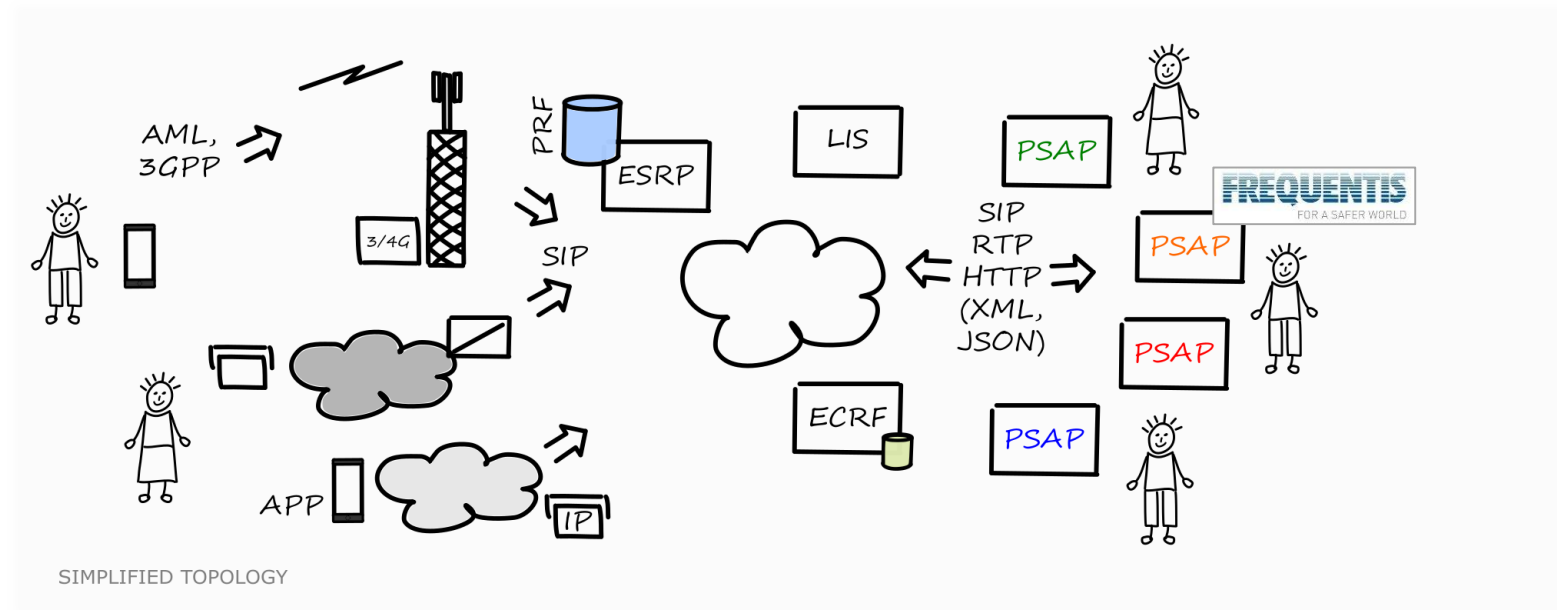 AML,
3GPP
3/4G
PRF
ESRP
SIP
APP
IP
LIS
ECRF
SIP
RTP
HTTP
(XML,
JSON)
PSAP
FREQUENTIS
FOR A SAFER WORLD
PSAP
PSAP
PSAP
SIMPLIFIED TOPOLOGY